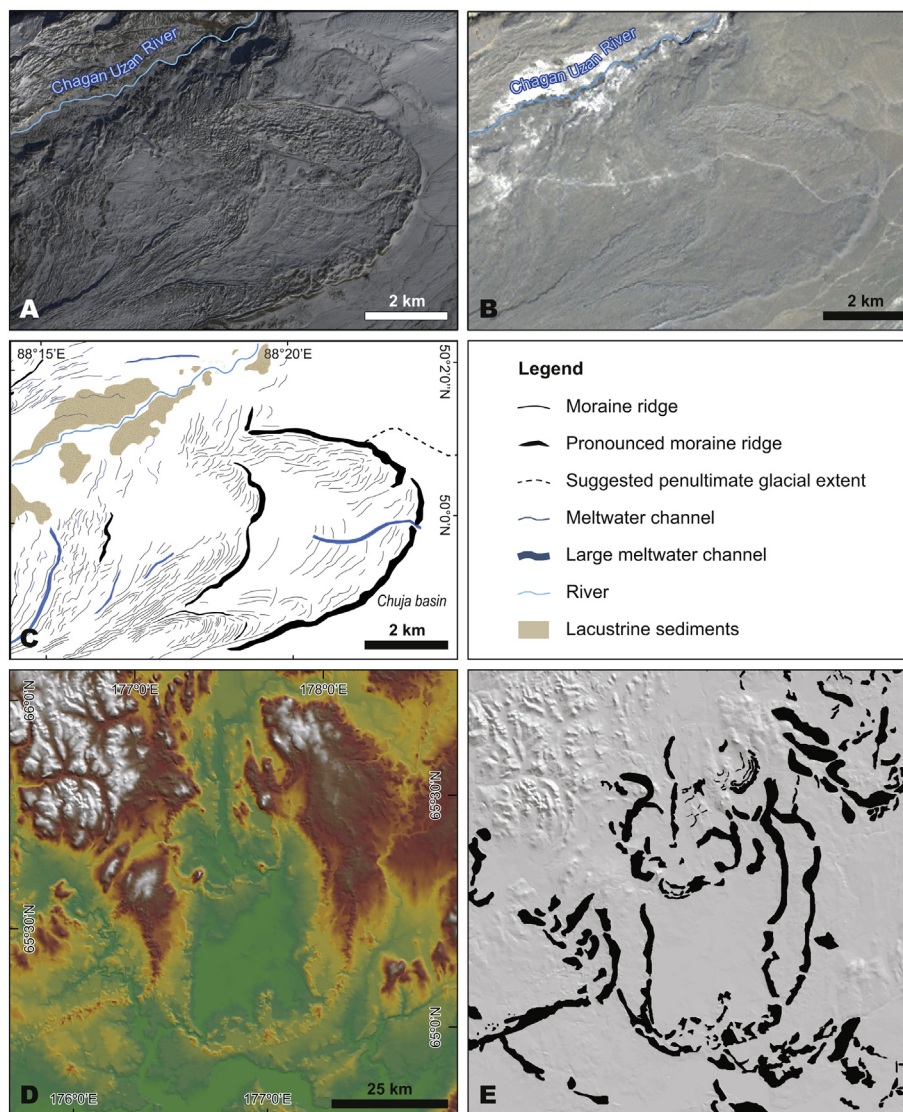 Chagan Uzan River
A
2 km
Chagan Uzan River
B
2 km
88°15'E
88°20'E
50°2'0"N
50°0'N
Chuja basin
C
2 km
Legend
Moraine ridge
Pronounced moraine ridge
Suggested penultimate glacial extent
Meltwater channel
Large meltwater channel
River
Lacustrine sediments
177°0'E
178°0'E
66°0'N
65°30'N
65°30'N
65°0'N
D
176°0'E
177°0'E
25 km
E